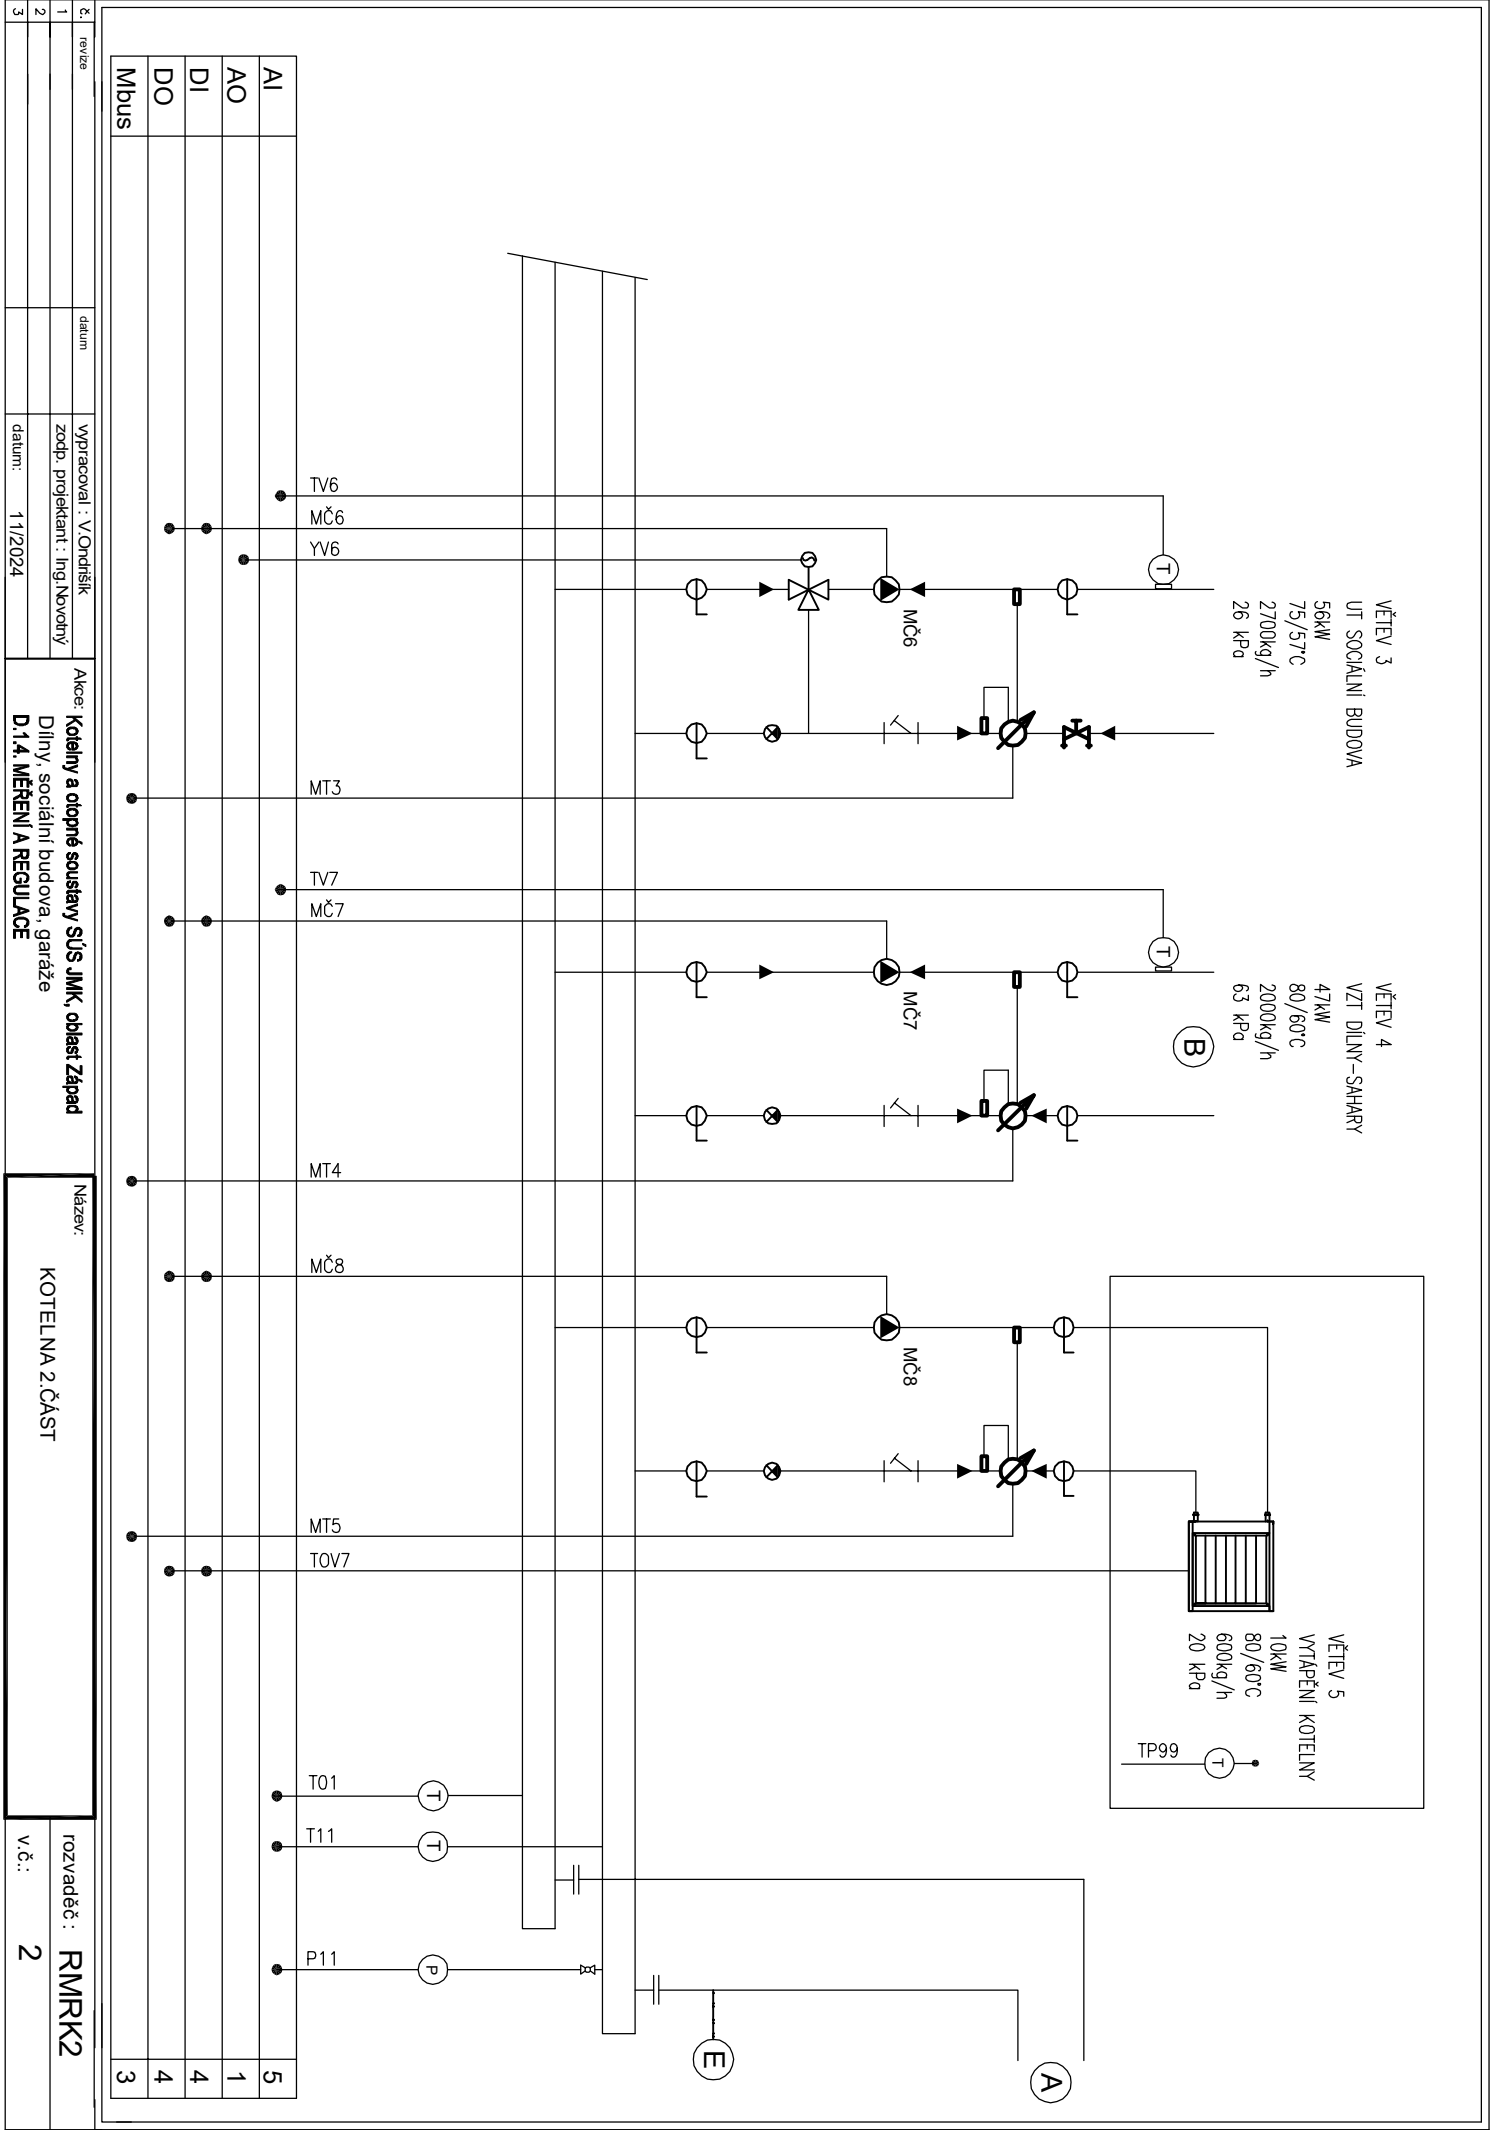 VĚTEV 3
UT SOCIÁLNÍ BUDOVA
56kW
75/57°C
2700kg/h
26 kPa
VĚTEV 4
VZT DÍLNY-SAHARY
47kW
80/60°C
2000kg/h
63 kPa
B
VĚTEV 5
VYTÁPĚNÍ KOTELNY
10kW
80/60°C
600kg/h
20 kPa
TP99
T
T
T
A
E
MČ6
MČ7
MČ8
T
T
P
TV6
MČ6
YV6
MT3
TV7
MČ7
MT4
MČ8
MT5
TOV7
T01
T11
P11
AI 5
AO 1
DI 4
DO 4
Mbus 3
č. revize datum
1
2
3
vypracoval : V.Ondrišík
zodp. projektant : Ing.Novotný
datum: 11/2024
Akce: Kotelny a otopné soustavy SÚS JMK, oblast Západ
Dílny, sociální budova, garáže
D.1.4. MĚŘENÍ A REGULACE
Název:
KOTELNA 2.ČÁST
rozvaděč : RMRK2
v.č.: 2